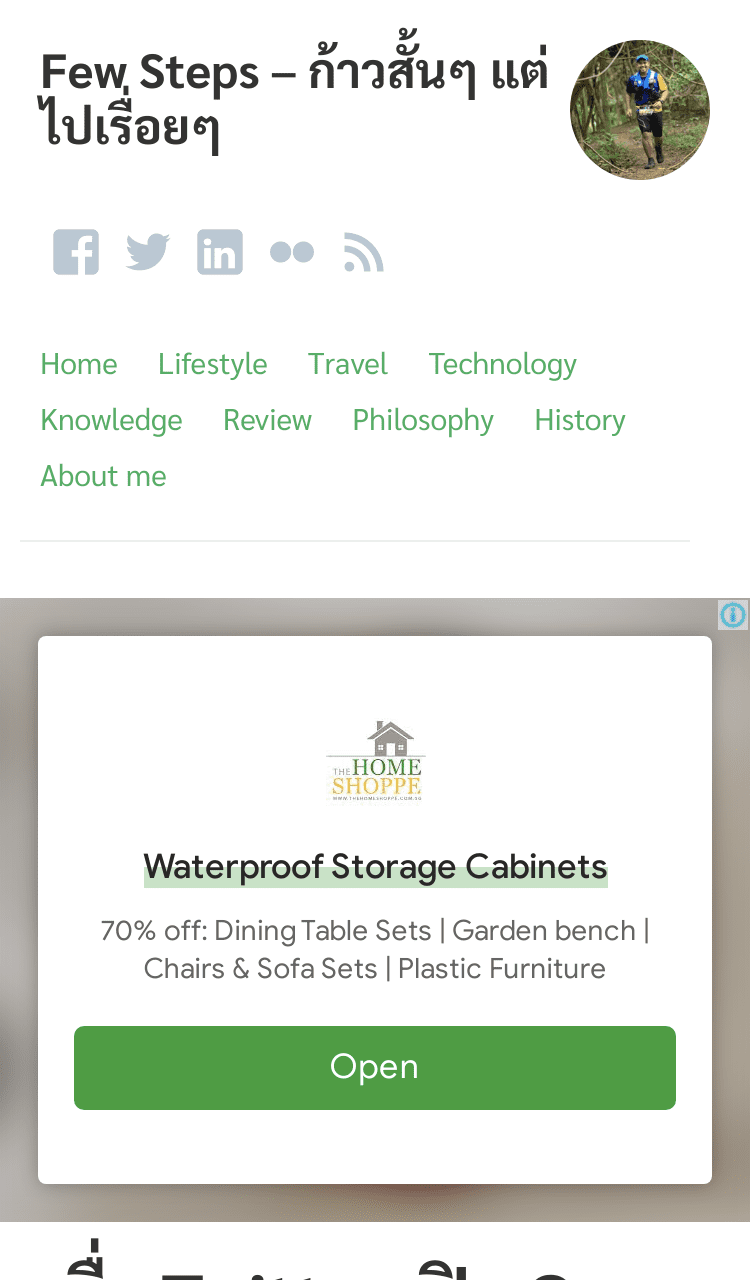 Few Steps – ก้าวสั้นๆ แต่
ไปเรื่อยๆ
Home Lifestyle Travel Technology
Knowledge Review Philosophy History
About me
THE HOME
SHOPPE
WWW.THEHOMESHOPPE.COM.SG
Waterproof Storage Cabinets
70% off: Dining Table Sets | Garden bench |
Chairs & Sofa Sets | Plastic Furniture
Open